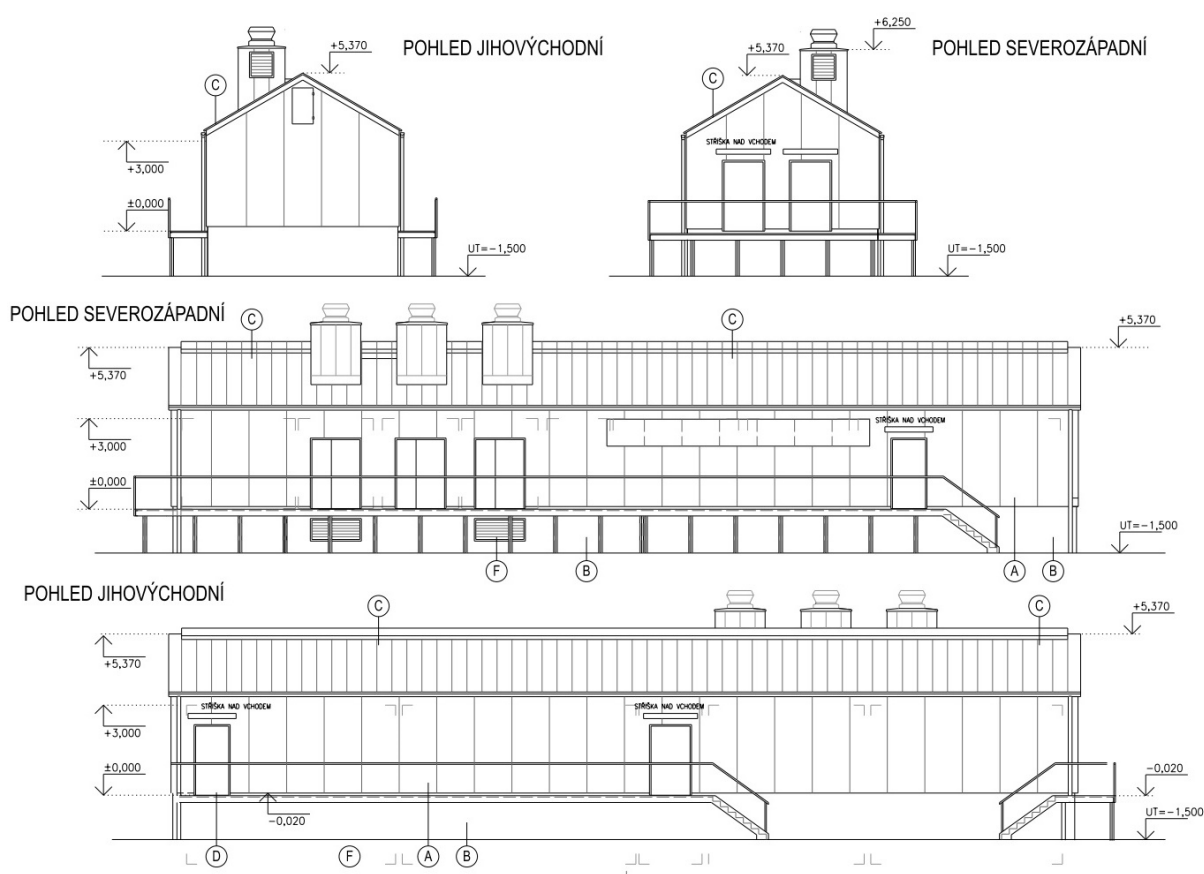 POHLED JIHOVÝCHODNÍ
+5,370
C
+3,000
±0,000
UT=-1,500
POHLED SEVEROZÁPADNÍ
+6,250
+5,370
C
STŘÍŠKA NAD VCHODEM
UT=-1,500
POHLED SEVEROZÁPADNÍ
C
C
+5,370
+5,370
STŘÍŠKA NAD VCHODEM
+3,000
±0,000
UT=-1,500
F
B
A
B
POHLED JIHOVÝCHODNÍ
C
C
+5,370
+5,370
STŘÍŠKA NAD VCHODEM
STŘÍŠKA NAD VCHODEM
+3,000
±0,000
-0,020
-0,020
UT=-1,500
D
F
A
B